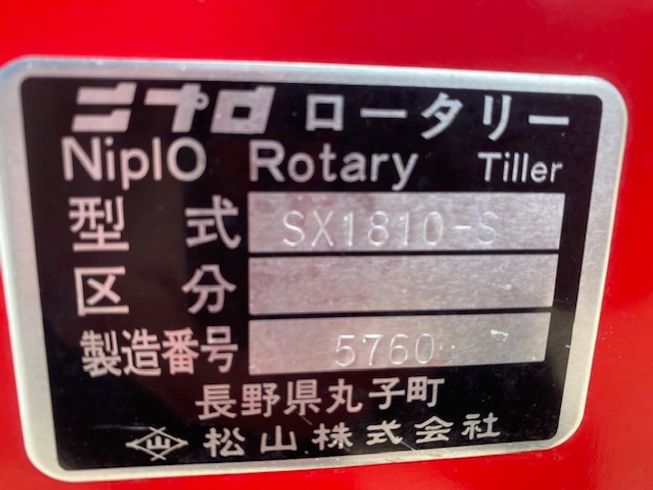 ニプロ ロータリー
NiplO Rotary Tiller
型式 SX1810-S
区分
製造番号 5760
長野県丸子町
松山株式会社